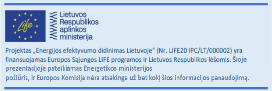 Life
Lietuvos
Respublikos
aplinkos
ministerija
Projektas „Energijos efektyvumo didinimas Lietuvoje" (Nr. LIFE20 IPC/LT/000002) yra
finansuojamas Europos Sąjungos LIFE programos ir Lietuvos Respublikos lėšomis. Šioje
prezentacijoje pateikiamas Energetikos ministerijos
požiūris, ir Europos Komisija nėra atsakinga už bet kokį šios informacijos panaudojimą.